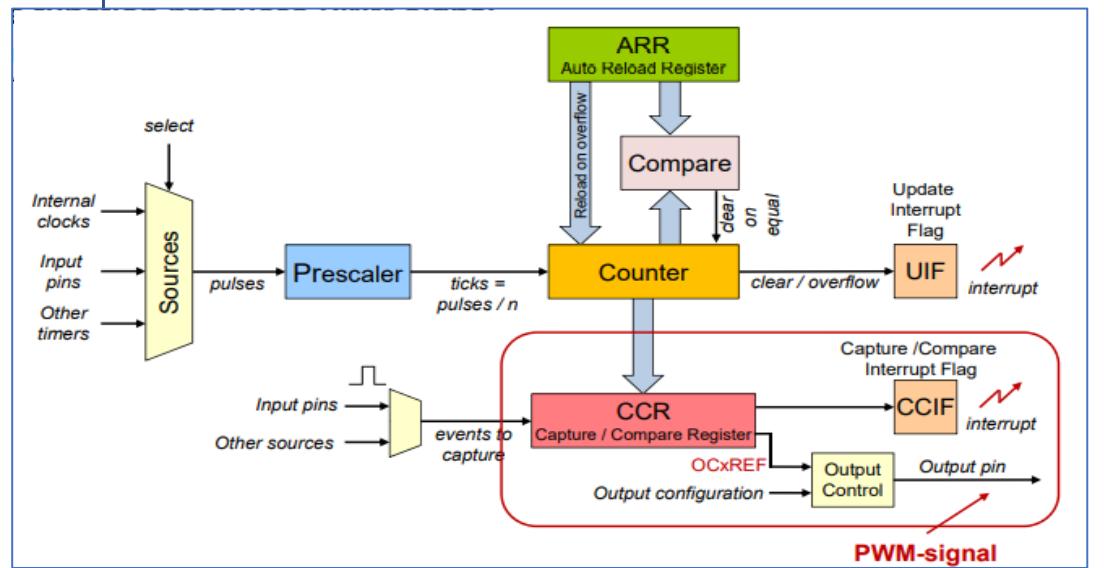 ARR
Auto Reload Register
select
Reload on overflow
Compare
clear
on
equal
Internal
clocks
Input
pins
Other
timers
Sources
pulses
Prescaler
ticks =
pulses / n
Counter
clear / overflow
Update
Interrupt
Flag
UIF
interrupt
Capture /Compare
Interrupt Flag
CCIF
interrupt
Input pins
Other sources
events to
capture
CCR
Capture / Compare Register
OCxREF
Output configuration
Output
Control
Output pin
PWM-signal